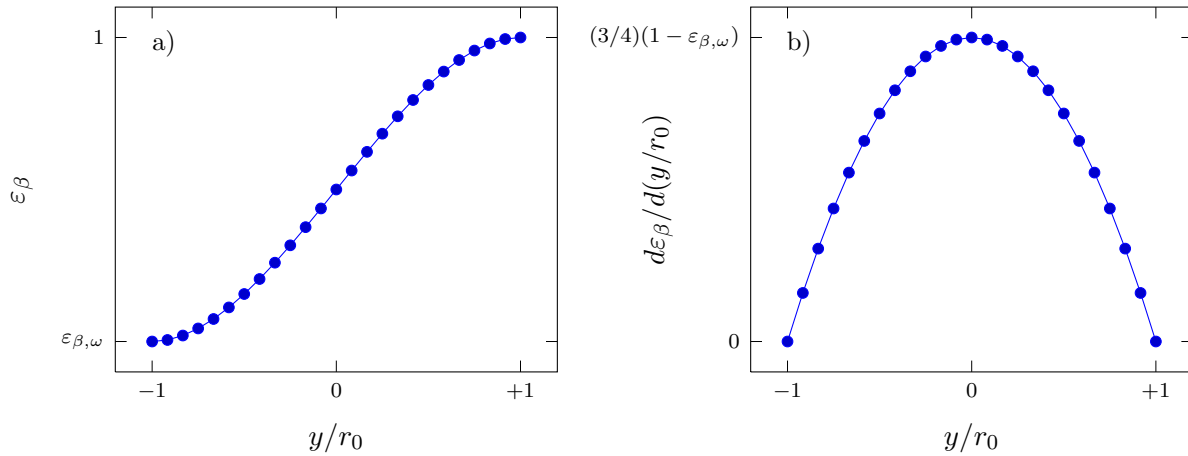 a)
1
ε_β
ε_{β,ω}
−1
0
+1
y/r_0
b)
(3/4)(1 − ε_{β,ω})
dε_β/d(y/r_0)
0
−1
0
+1
y/r_0